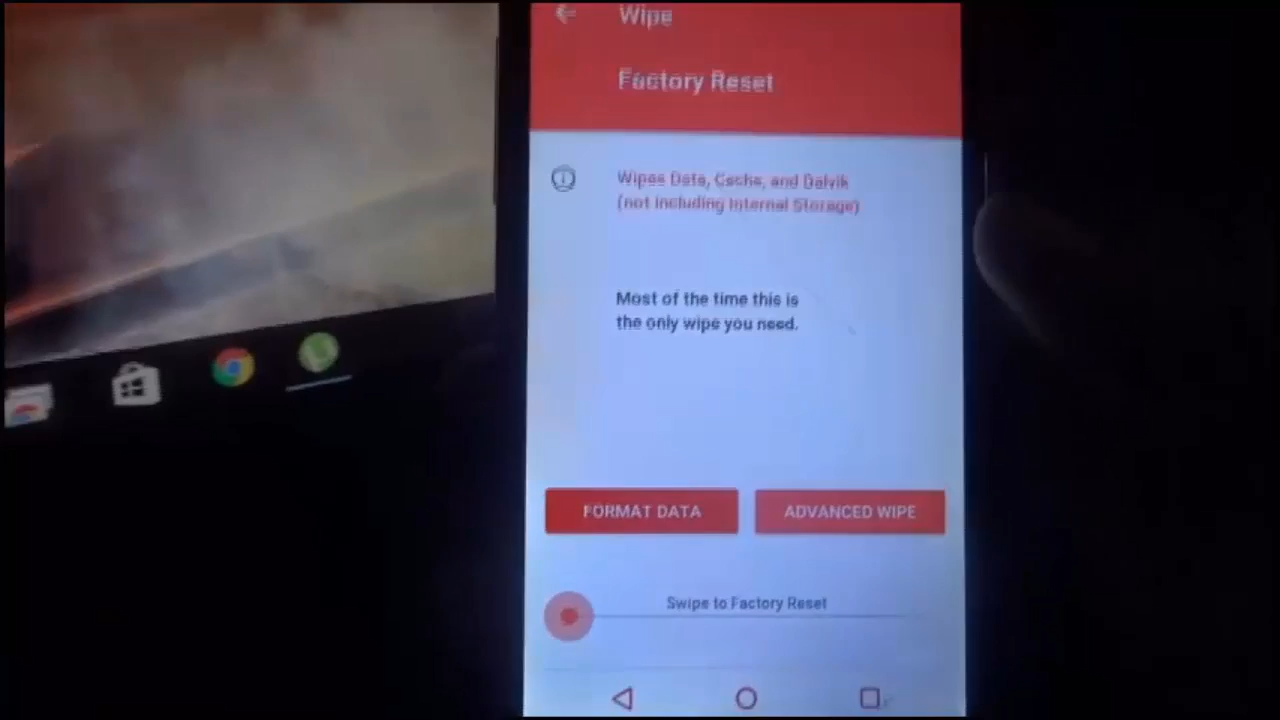 Wipe
Factory Reset
Wipes Data, Cache, and Dalvik
(not including Internal Storage)
Most of the time this is
the only wipe you need.
FORMAT DATA
ADVANCED WIPE
Swipe to Factory Reset